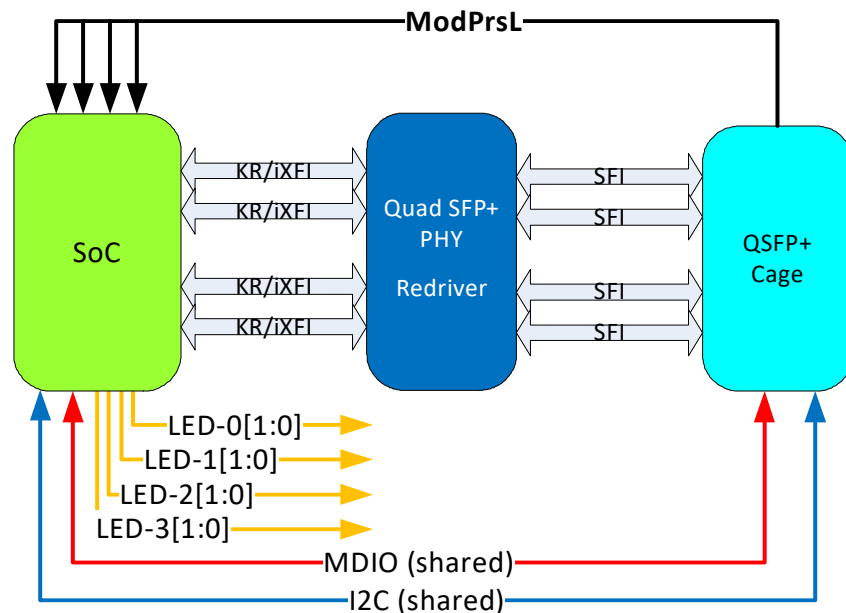 ModPrsL
KR/iXFI
KR/iXFI
KR/iXFI
KR/iXFI
SoC
Quad SFP+
PHY
Redriver
SFI
SFI
SFI
SFI
QSFP+
Cage
LED-0[1:0]
LED-1[1:0]
LED-2[1:0]
LED-3[1:0]
MDIO (shared)
I2C (shared)